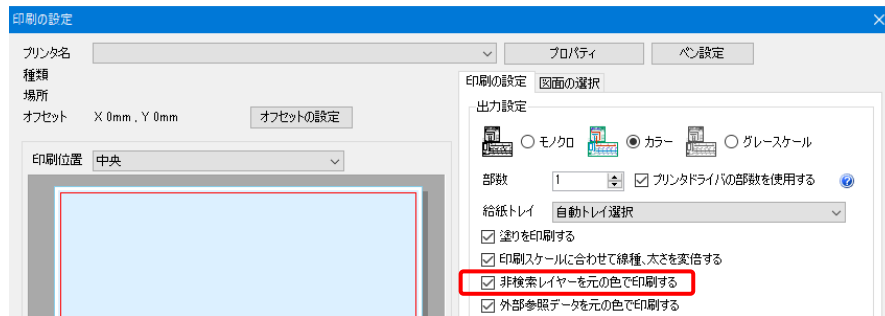 印刷の設定
プリンタ名 プロパティ ペン設定
種類
場所
オフセット X 0mm , Y 0mm オフセットの設定
印刷位置 中央
印刷の設定 図面の選択
出力設定
モノクロ カラー グレースケール
部数 1 プリンタドライバの部数を使用する ?
給紙トレイ 自動トレイ選択
塗りを印刷する
印刷スケールに合わせて線種、太さを変倍する
非検索レイヤーを元の色で印刷する
外部参照データを元の色で印刷する